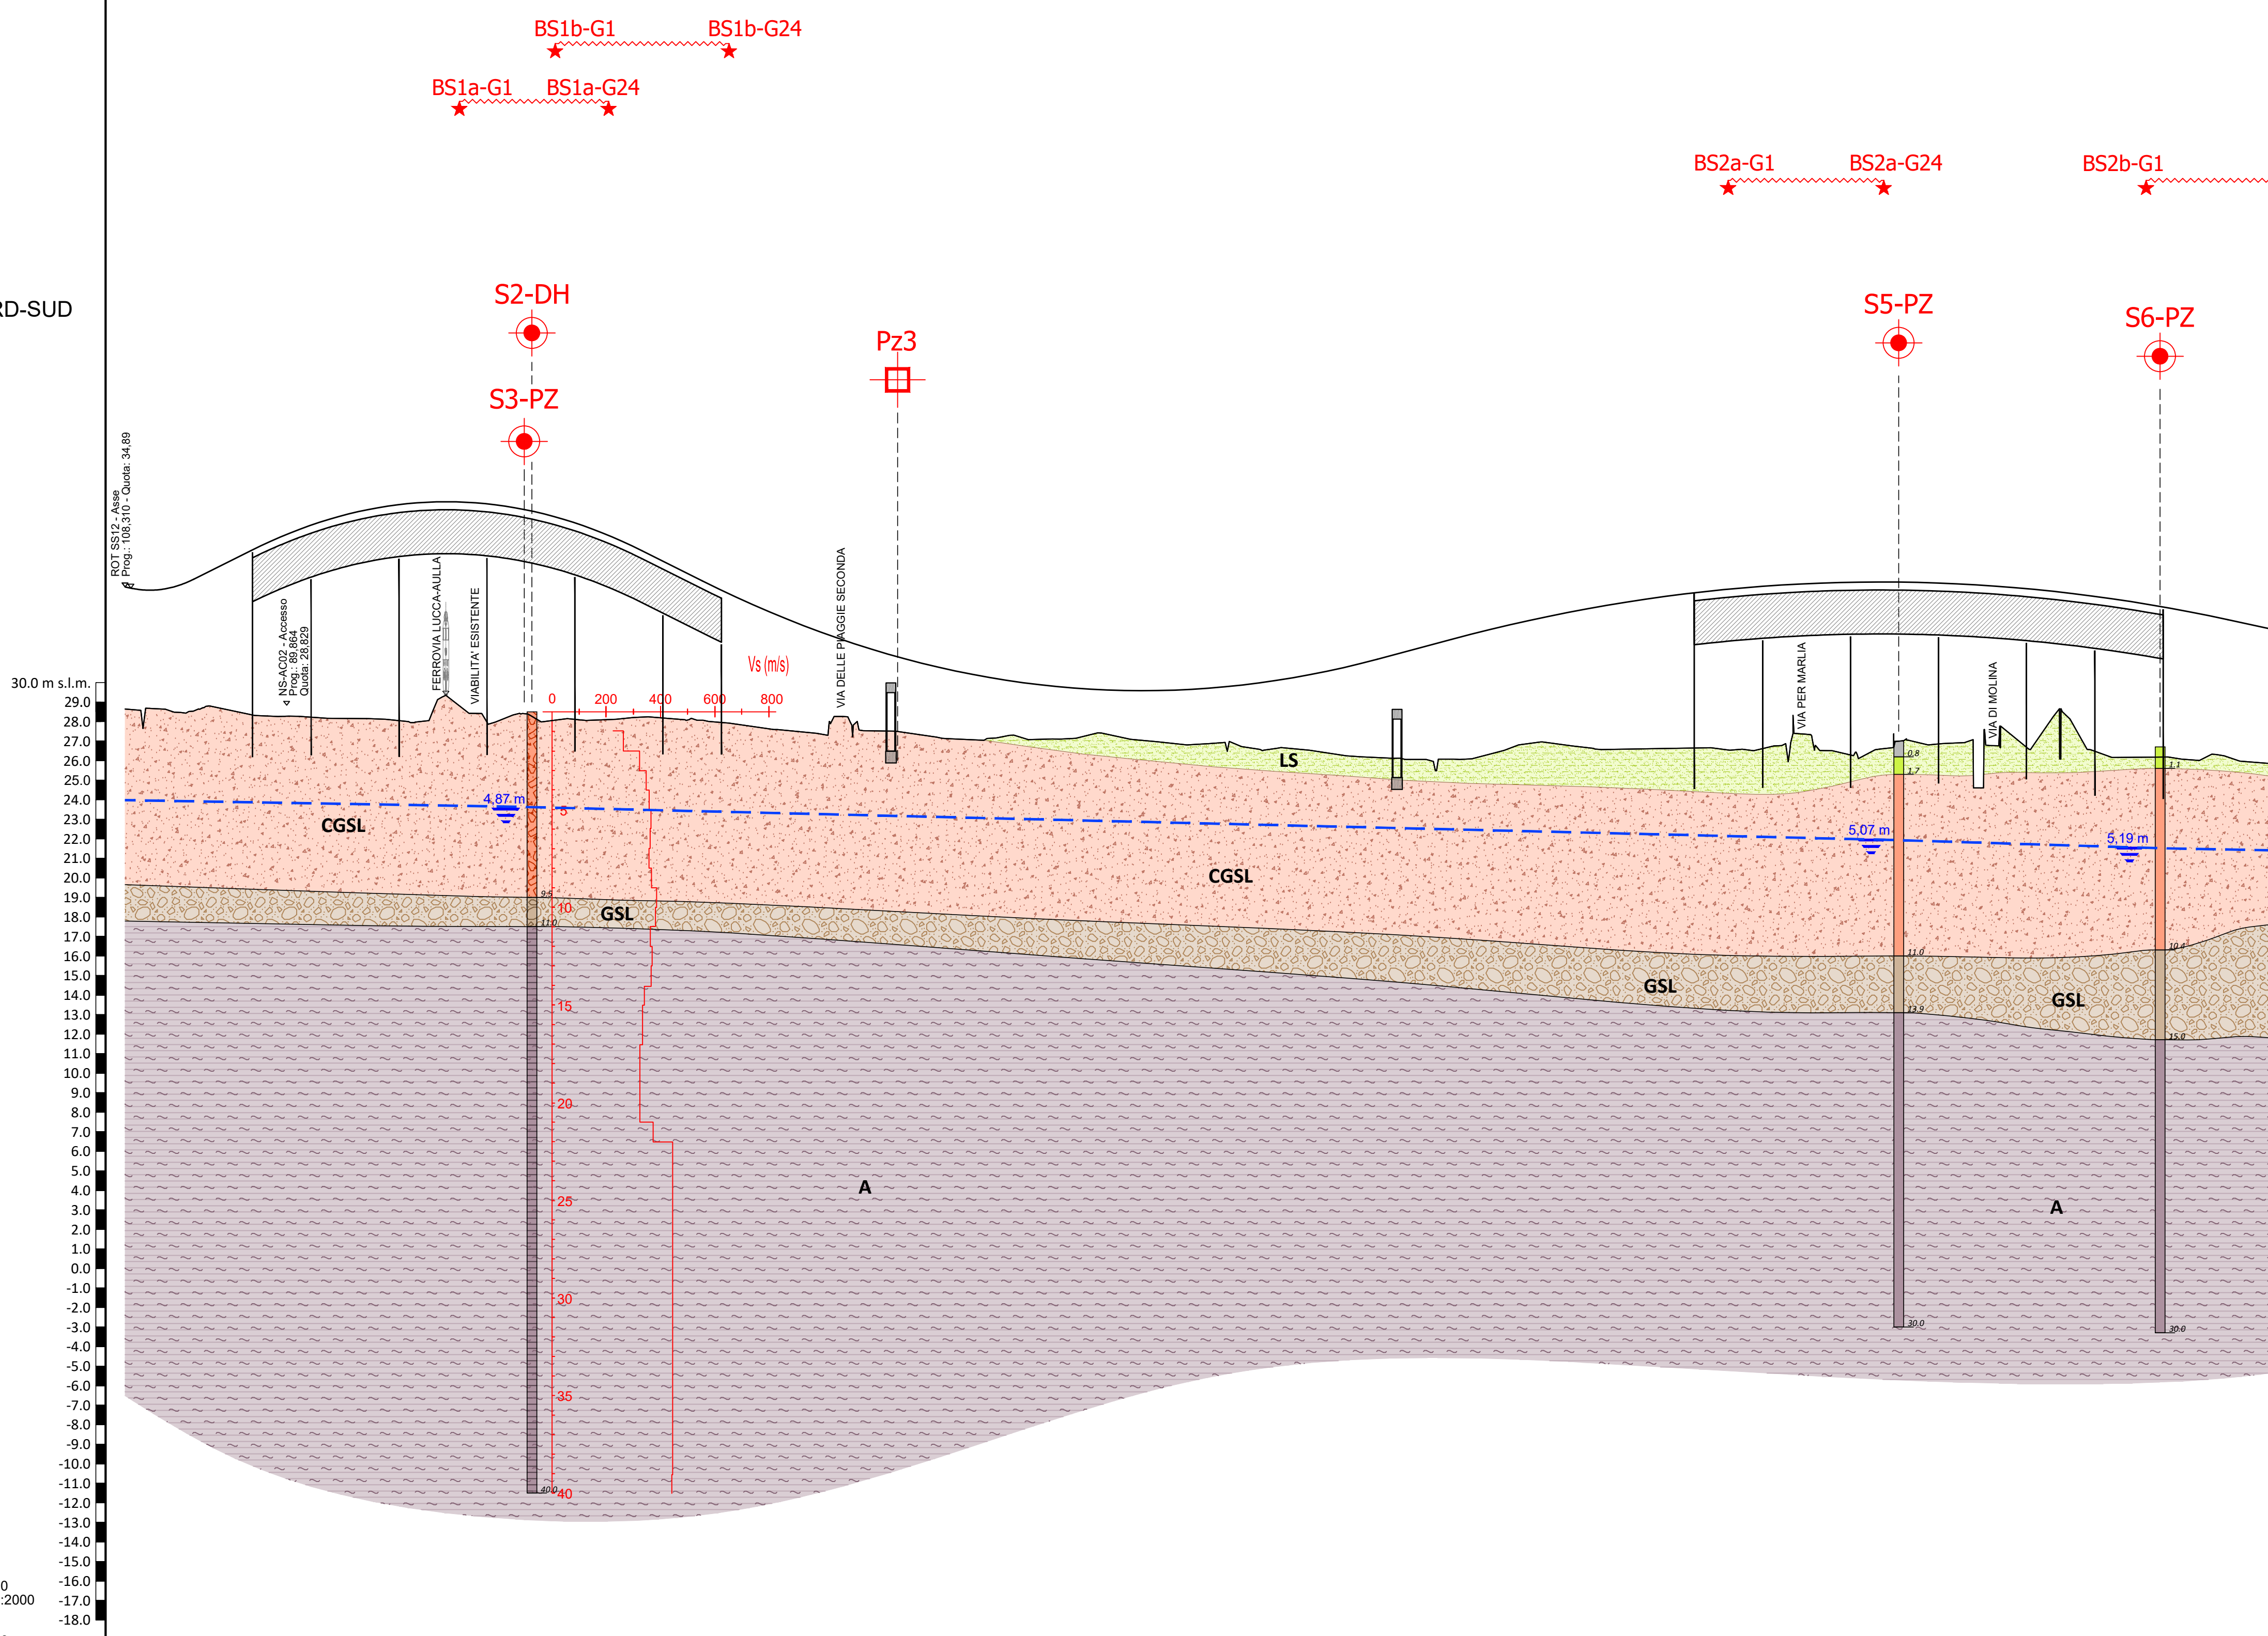 BS1b-G1
BS1b-G24
BS1a-G1
BS1a-G24
BS2a-G1
BS2a-G24
BS2b-G1
RD-SUD
S2-DH
S3-PZ
Pz3
S5-PZ
S6-PZ
ROT SS12 - Asse
Prog.: 108,310 - Quota: 34,89
NS-AC02 - Accesso
Prog.: 89,864
Quota: 28,829
FERROVIA LUCCA-AULLA
VIABILITA' ESISTENTE
VIA DELLE PIAGGIE SECONDA
VIA PER MARLIA
VIA DI MOLINA
Vs (m/s)
0
200
400
600
800
5
10
15
20
25
30
35
40
30.0 m s.l.m.
29.0
28.0
27.0
26.0
25.0
24.0
23.0
22.0
21.0
20.0
19.0
18.0
17.0
16.0
15.0
14.0
13.0
12.0
11.0
10.0
9.0
8.0
7.0
6.0
5.0
4.0
3.0
2.0
1.0
0.0
-1.0
-2.0
-3.0
-4.0
-5.0
-6.0
-7.0
-8.0
-9.0
-10.0
-11.0
-12.0
-13.0
-14.0
-15.0
-16.0
-17.0
-18.0
0
:2000
4,87 m
5,07 m
5,19 m
LS
CGSL
CGSL
GSL
GSL
GSL
A
A
9.5
11.0
40.0
0.8
1.7
11.0
13.9
30.0
1.1
10.4
15.0
30.0